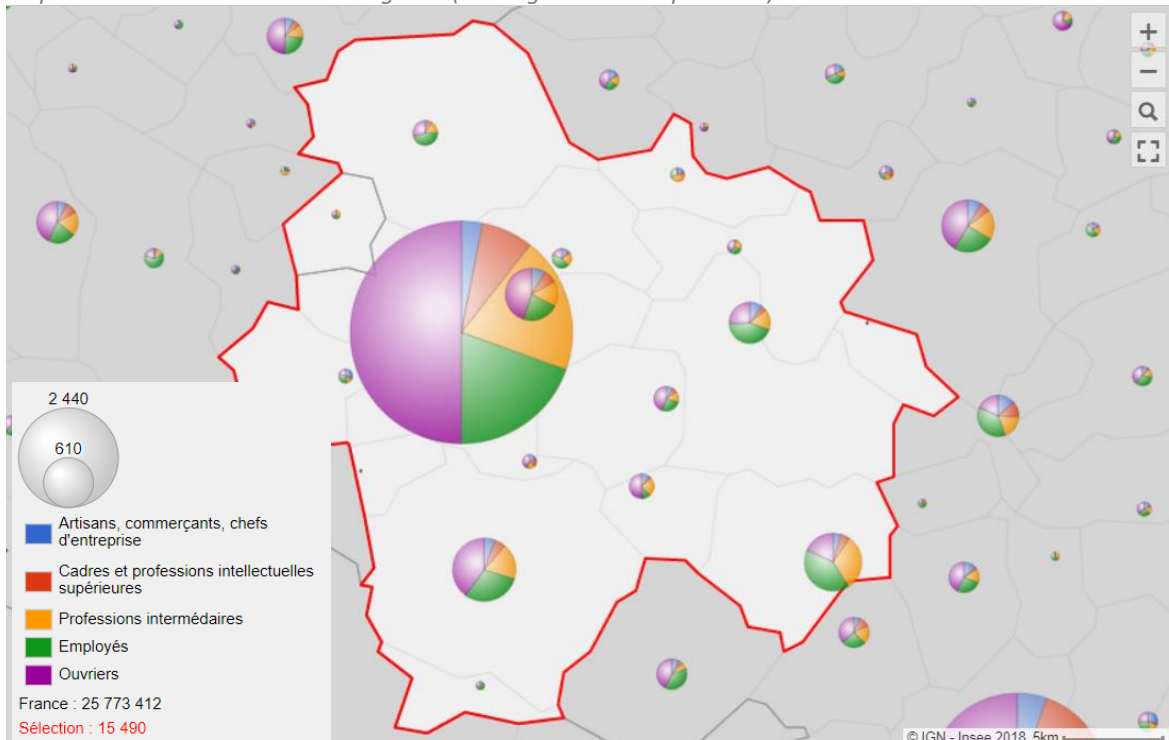 2 440
610
Artisans, commerçants, chefs
d'entreprise
Cadres et professions intellectuelles
supérieures
Professions intermédaires
Employés
Ouvriers
France : 25 773 412
Sélection : 15 490
© IGN - Insee 2018 5km